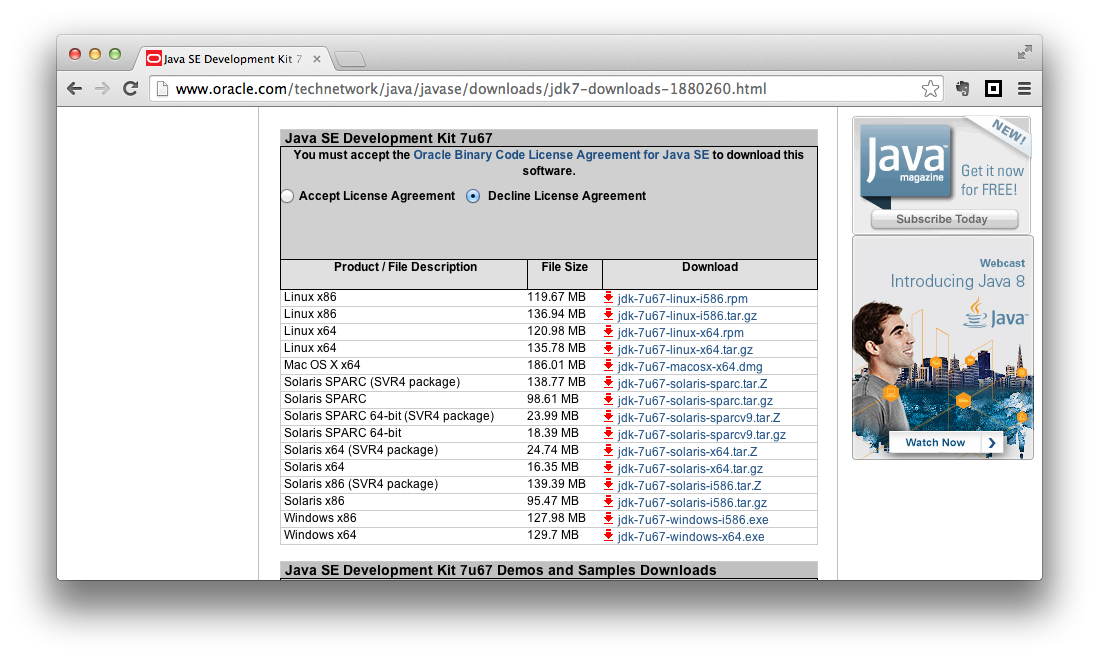 Java SE Development Kit 7
www.oracle.com/technetwork/java/javase/downloads/jdk7-downloads-1880260.html
Java SE Development Kit 7u67
You must accept the Oracle Binary Code License Agreement for Java SE to download this
software.
Accept License Agreement Decline License Agreement
Product / File Description File Size Download
Linux x86 119.67 MB jdk-7u67-linux-i586.rpm
Linux x86 136.94 MB jdk-7u67-linux-i586.tar.gz
Linux x64 120.98 MB jdk-7u67-linux-x64.rpm
Linux x64 135.78 MB jdk-7u67-linux-x64.tar.gz
Mac OS X x64 186.01 MB jdk-7u67-macosx-x64.dmg
Solaris SPARC (SVR4 package) 138.77 MB jdk-7u67-solaris-sparc.tar.Z
Solaris SPARC 98.61 MB jdk-7u67-solaris-sparc.tar.gz
Solaris SPARC 64-bit (SVR4 package) 23.99 MB jdk-7u67-solaris-sparcv9.tar.Z
Solaris SPARC 64-bit 18.39 MB jdk-7u67-solaris-sparcv9.tar.gz
Solaris x64 (SVR4 package) 24.74 MB jdk-7u67-solaris-x64.tar.Z
Solaris x64 16.35 MB jdk-7u67-solaris-x64.tar.gz
Solaris x86 (SVR4 package) 139.39 MB jdk-7u67-solaris-i586.tar.Z
Solaris x86 95.47 MB jdk-7u67-solaris-i586.tar.gz
Windows x86 127.98 MB jdk-7u67-windows-i586.exe
Windows x64 129.7 MB jdk-7u67-windows-x64.exe
Java SE Development Kit 7u67 Demos and Samples Downloads
NEW!
Java
magazine
Get it now
for FREE!
Subscribe Today
Webcast
Introducing Java 8
Java
Watch Now